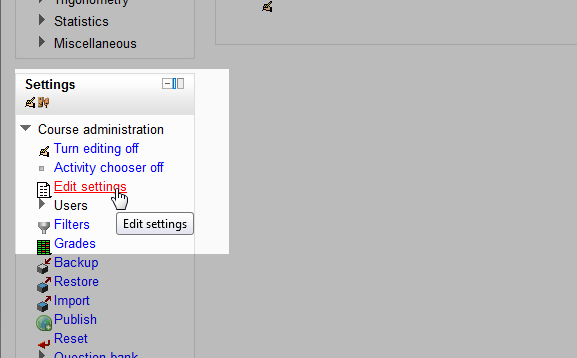 Trigonometry
Statistics
Miscellaneous
Settings
Course administration
Turn editing off
Activity chooser off
Edit settings
Users
Edit settings
Filters
Grades
Backup
Restore
Import
Publish
Reset
Question bank